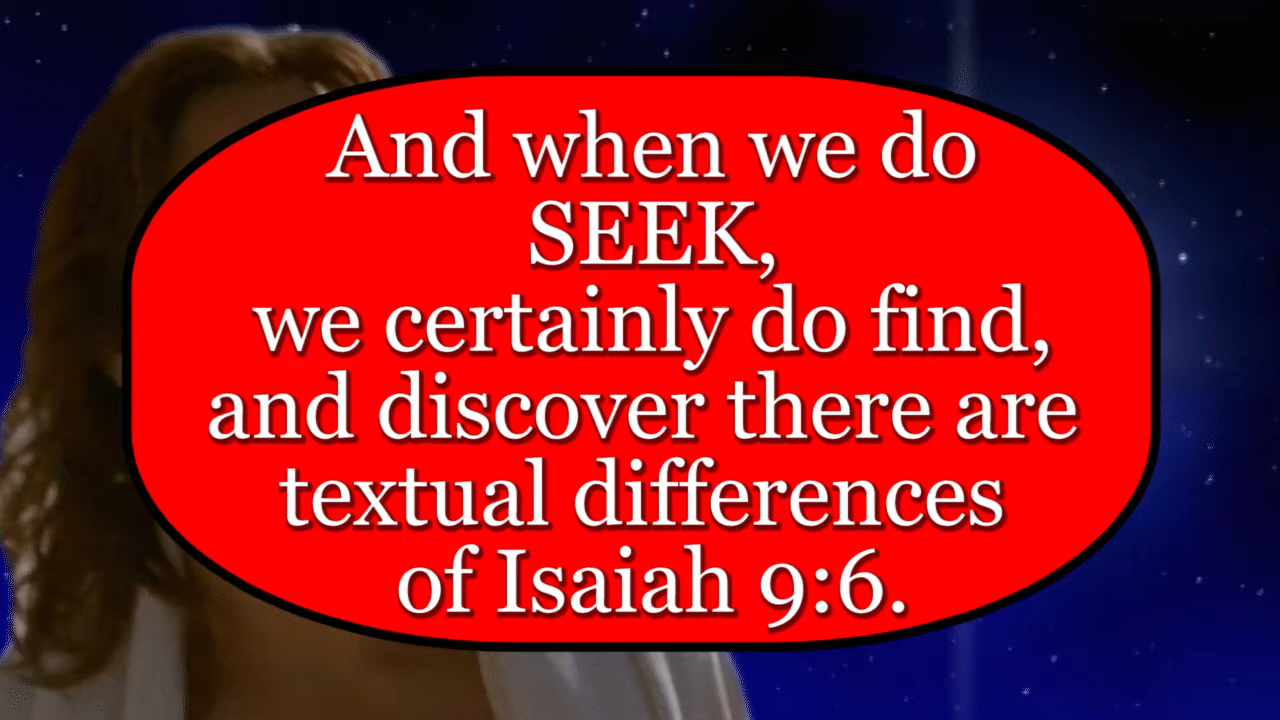 And when we do
SEEK,
we certainly do find,
and discover there are
textual differences
of Isaiah 9:6.